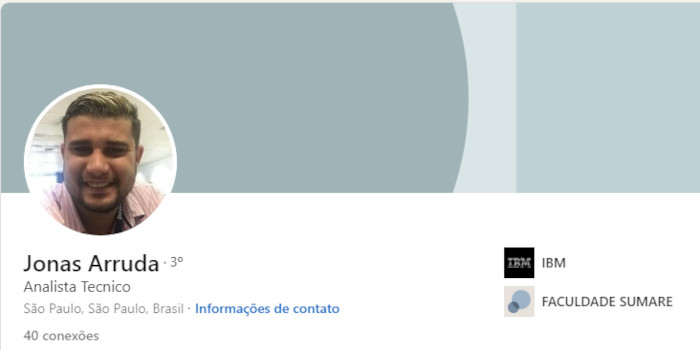 Jonas Arruda · 3º
Analista Tecnico
São Paulo, São Paulo, Brasil · Informações de contato
40 conexões
IBM IBM
FACULDADE SUMARE